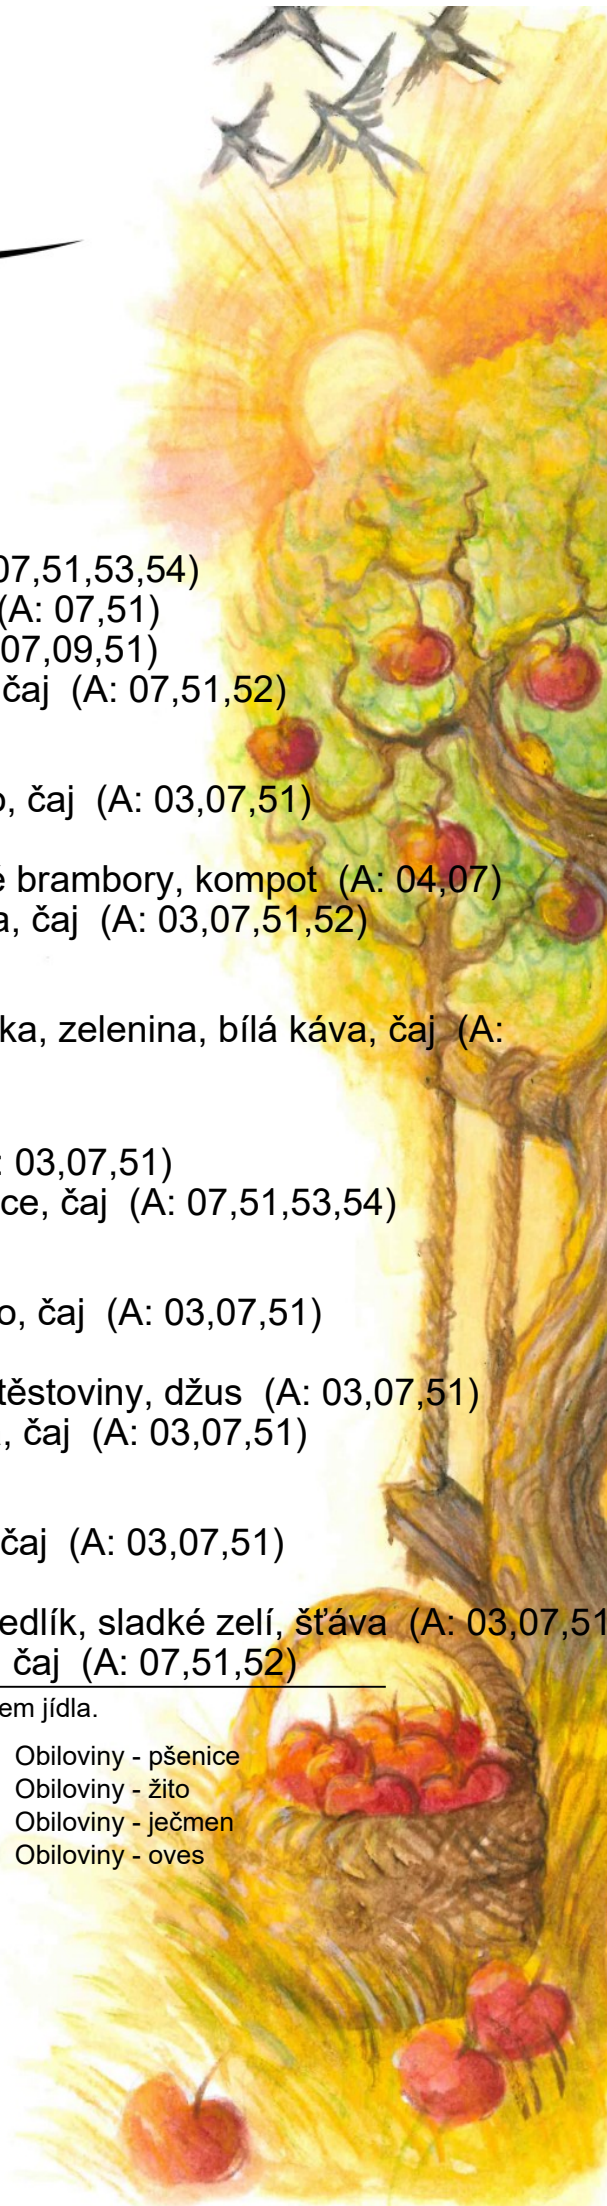 07,51,53,54)
(A: 07,51)
07,09,51)
čaj (A: 07,51,52)
o, čaj (A: 03,07,51)
é brambory, kompot (A: 04,07)
a, čaj (A: 03,07,51,52)
ka, zelenina, bílá káva, čaj (A:
: 03,07,51)
ce, čaj (A: 07,51,53,54)
o, čaj (A: 03,07,51)
těstoviny, džus (A: 03,07,51)
, čaj (A: 03,07,51)
čaj (A: 03,07,51)
edlík, sladké zelí, šťáva (A: 03,07,51
čaj (A: 07,51,52)
em jídla.
Obiloviny - pšenice
Obiloviny - žito
Obiloviny - ječmen
Obiloviny - oves